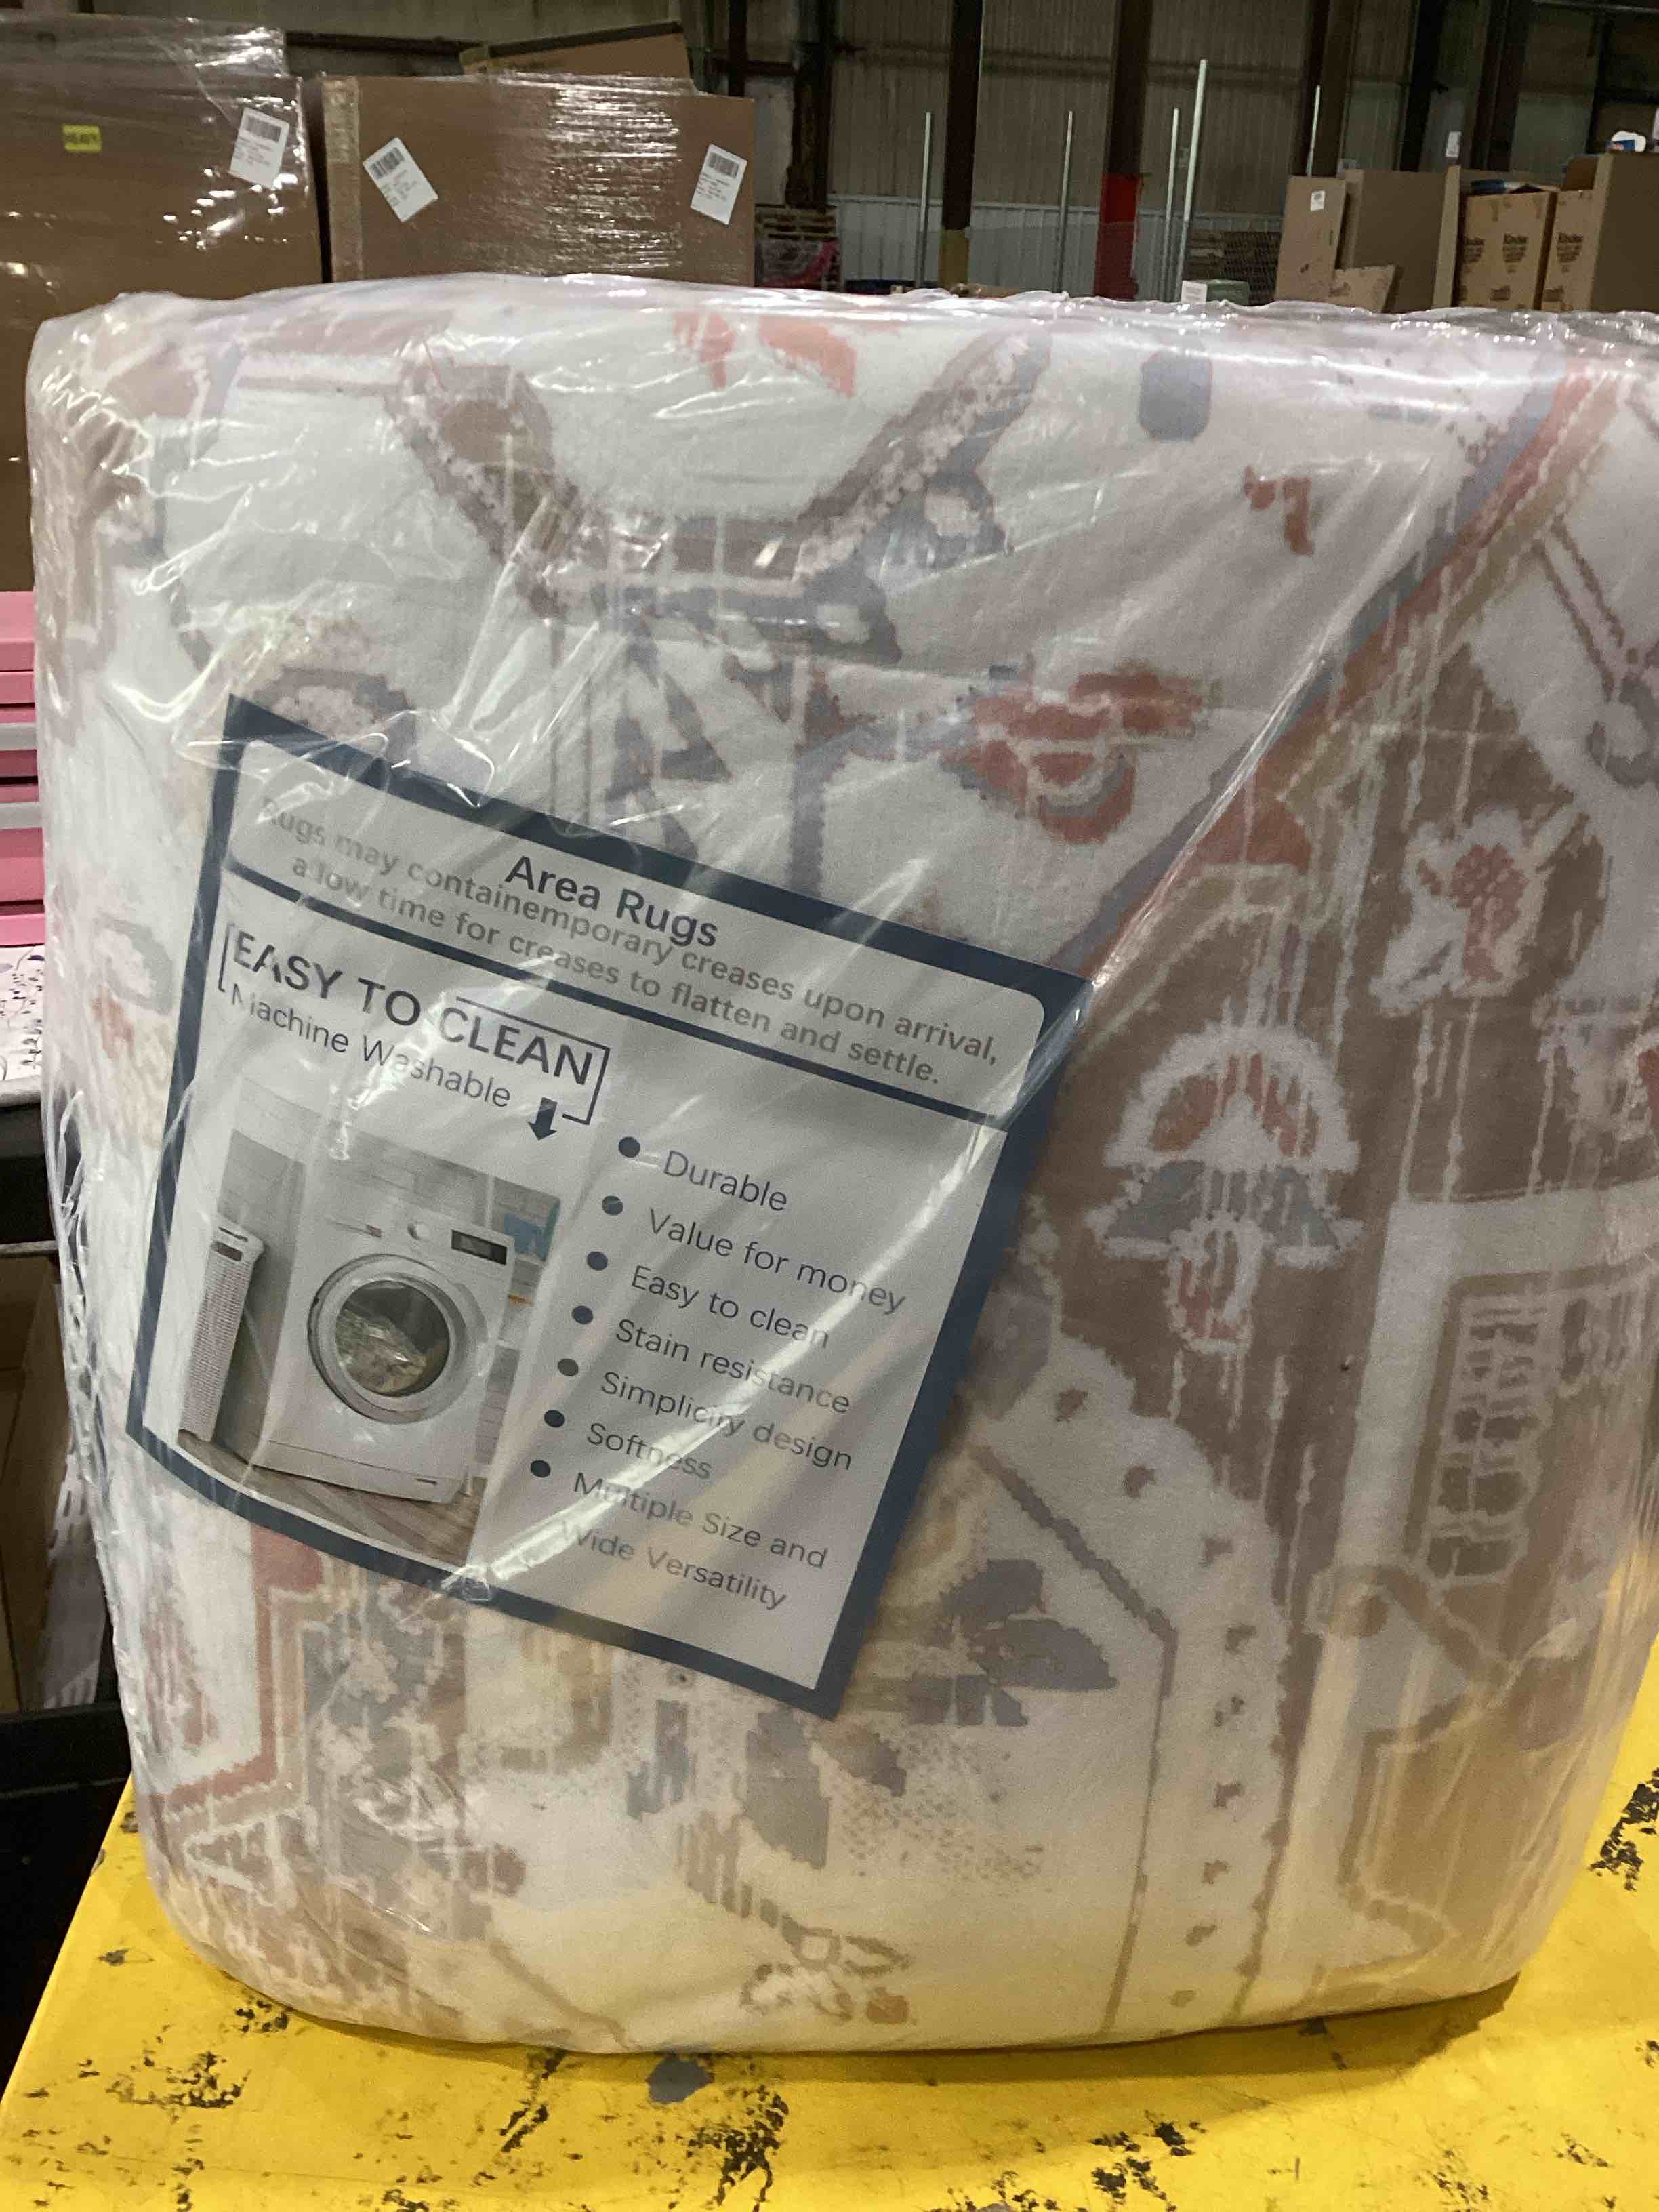 Area Rugs
Rugs may containemporary creases upon arrival,
a low time for creases to flatten and settle.
EASY TO CLEAN
Machine Washable
Durable
Value for money
Easy to clean
Stain resistance
Simplicity design
Softness
Multiple Size and
Wide Versatility